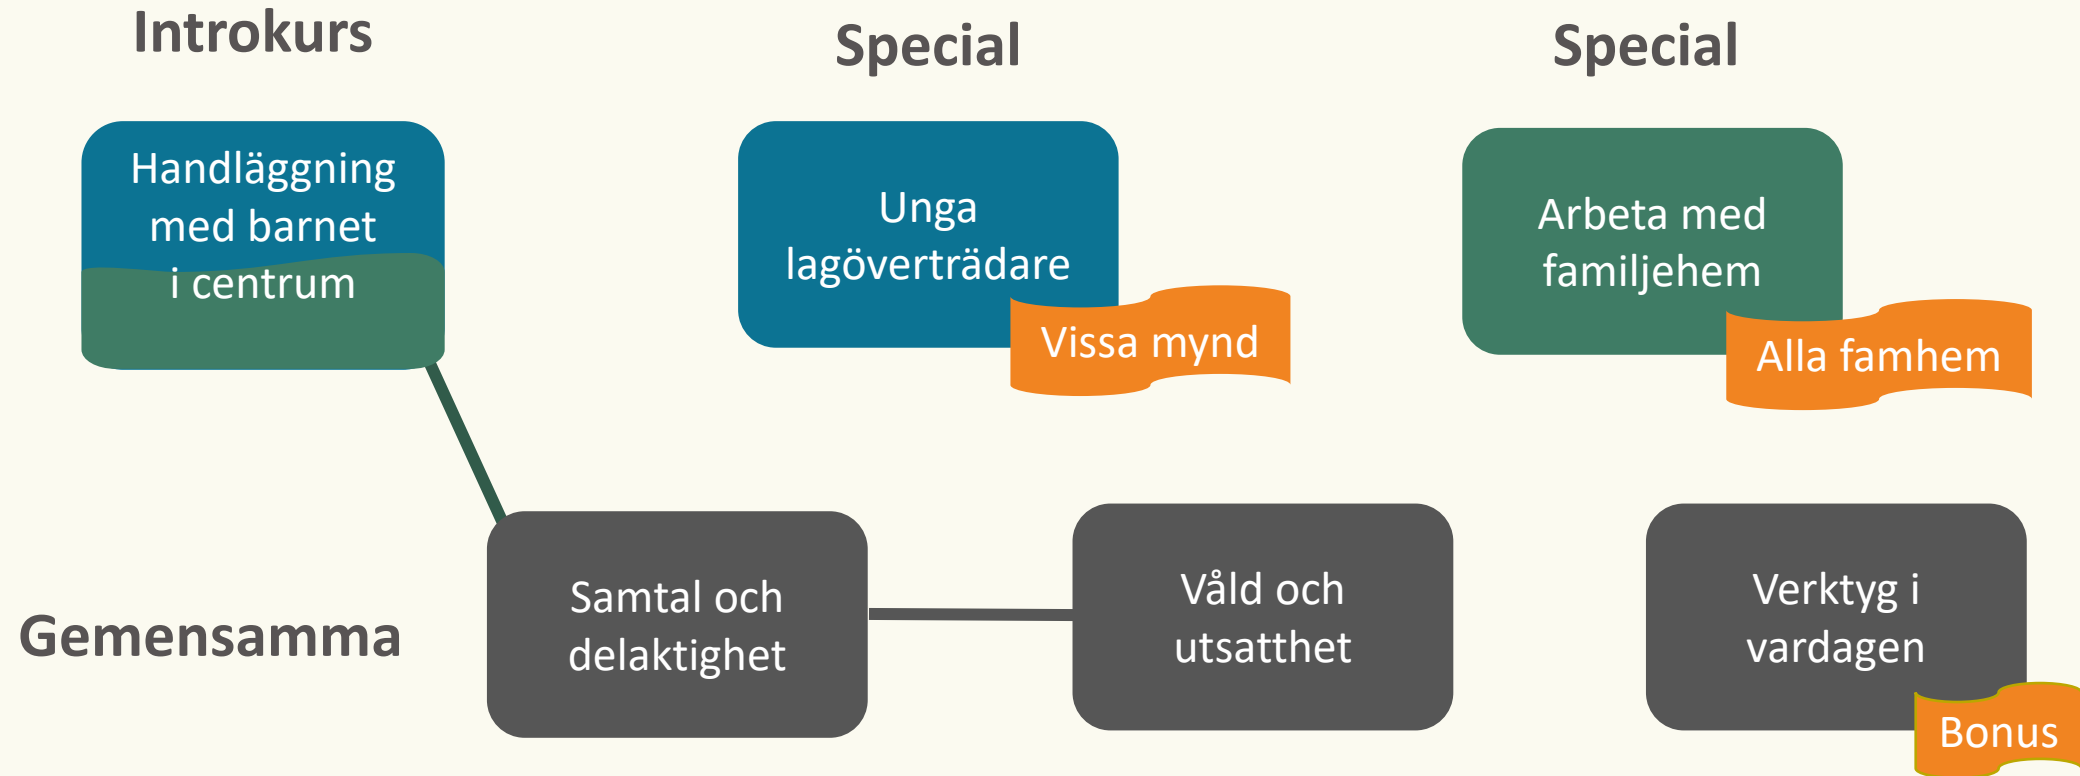 Introkurs
Special
Special
Handläggning
med barnet
i centrum
Unga
lagöverträdare
Vissa mynd
Arbeta med
familjehem
Alla famhem
Gemensamma
Samtal och
delaktighet
Våld och
utsatthet
Verktyg i
vardagen
Bonus